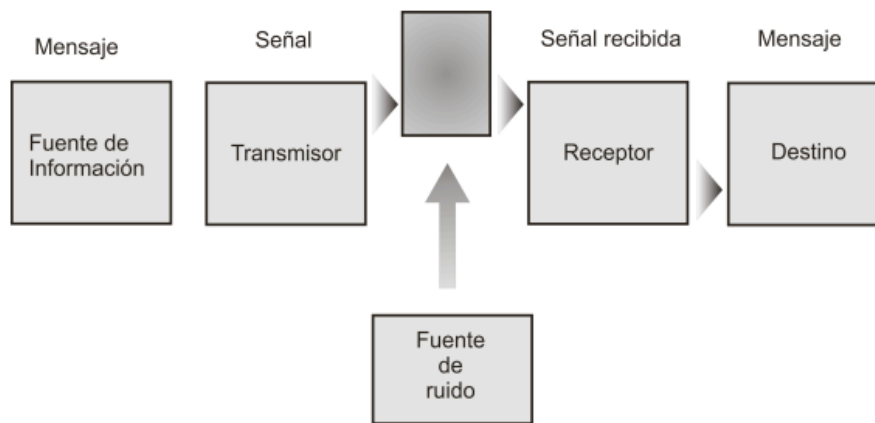 Mensaje
Señal
Señal recibida
Mensaje
Fuente de
Información
Transmisor
Receptor
Destino
Fuente
de
ruido